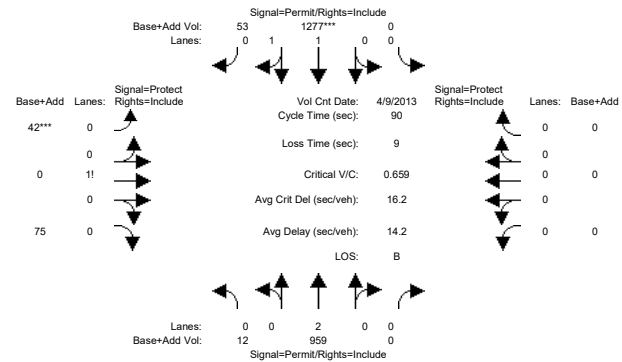 Signal=Permit/Rights=Include
Base+Add Vol: 53 1277*** 0
Lanes: 0 1 1 0 0
Signal=Protect Signal=Protect
Base+Add Lanes: Rights=Include Vol Cnt Date: 4/9/2013 Rights=Include Lanes: Base+Add
Cycle Time (sec): 90
42*** 0 0 0
Loss Time (sec): 9
0 0
0 1! Critical V/C: 0.659 0 0
0 Avg Crit Del (sec/veh): 16.2 0
75 0 Avg Delay (sec/veh): 14.2 0 0
LOS: B
Lanes: 0 0 2 0 0
Base+Add Vol: 12 959 0
Signal=Permit/Rights=Include